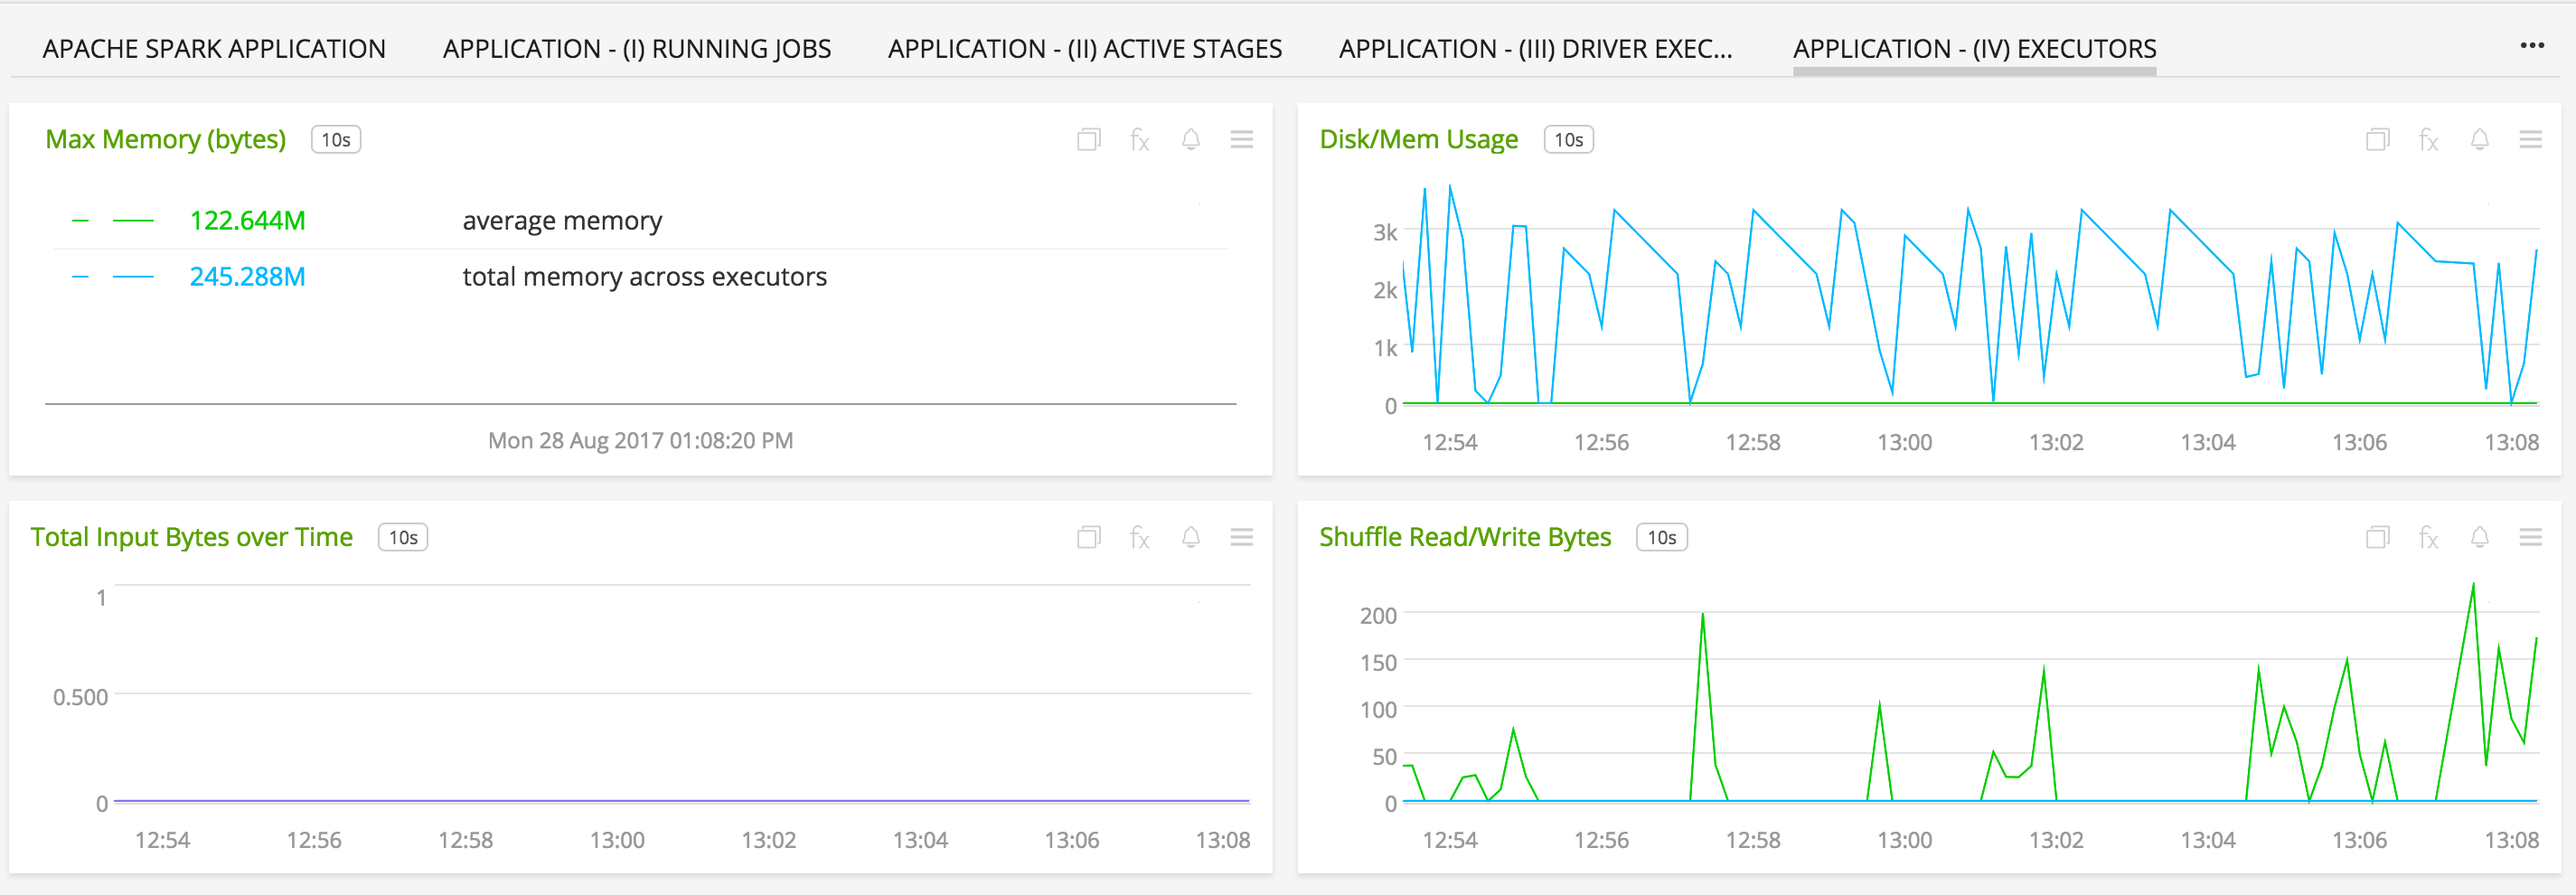 APACHE SPARK APPLICATION APPLICATION - (I) RUNNING JOBS APPLICATION - (II) ACTIVE STAGES APPLICATION - (III) DRIVER EXEC... APPLICATION - (IV) EXECUTORS
Max Memory (bytes) 10s fx
122.644M average memory
245.288M total memory across executors
Mon 28 Aug 2017 01:08:20 PM
Disk/Mem Usage 10s fx
3k
2k
1k
0
12:54 12:56 12:58 13:00 13:02 13:04 13:06 13:08
Total Input Bytes over Time 10s fx
1
0.500
0
12:54 12:56 12:58 13:00 13:02 13:04 13:06 13:08
Shuffle Read/Write Bytes 10s fx
200
150
100
50
0
12:54 12:56 12:58 13:00 13:02 13:04 13:06 13:08